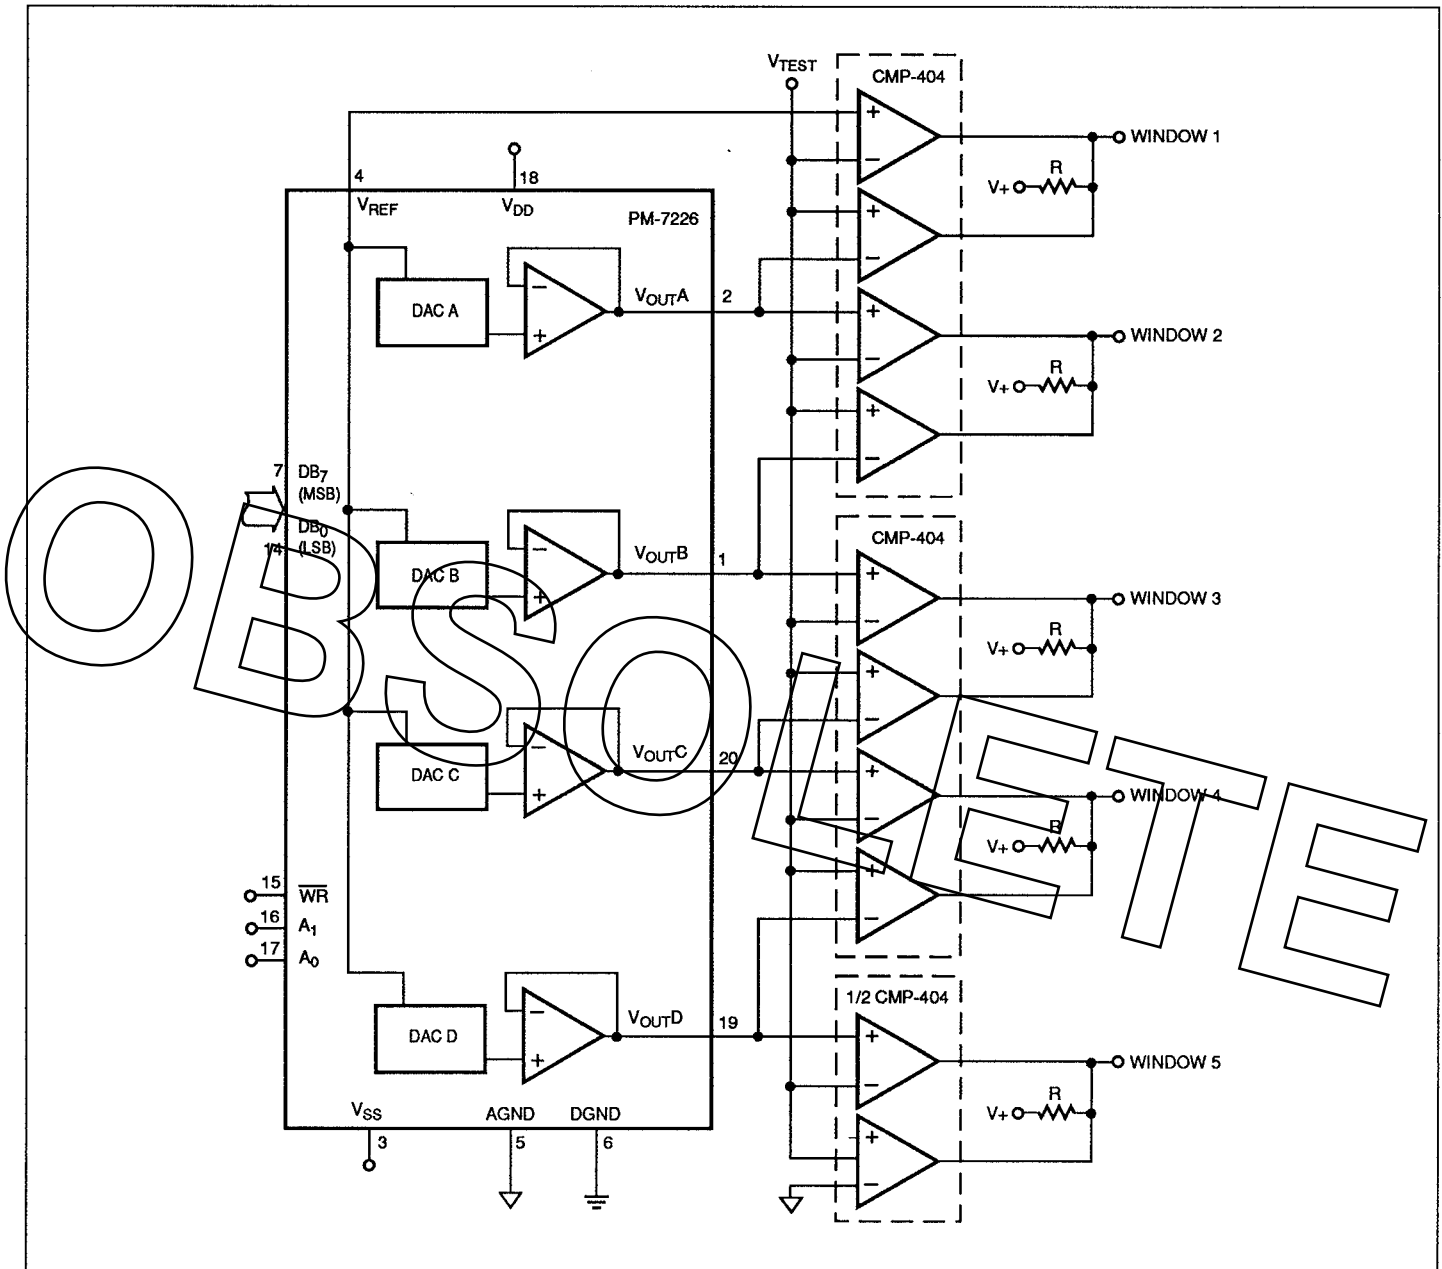 VTEST
CMP-404
+
−
WINDOW 1
R
V+
+
−
4
VREF
18
VDD
PM-7226
DAC A
−
+
VOUTA
2
+
−
WINDOW 2
R
V+
+
−
7
DB7
(MSB)
DB0
(LSB)
14
DAC B
−
+
VOUTB
1
CMP-404
+
−
WINDOW 3
R
V+
+
−
DAC C
−
+
VOUTC
20
+
−
WINDOW 4
R
V+
+
−
15
WR
16
A1
17
A0
DAC D
−
+
VOUTD
19
1/2 CMP-404
+
−
WINDOW 5
R
V+
+
−
VSS
3
AGND
5
DGND
6
OBSOLETE